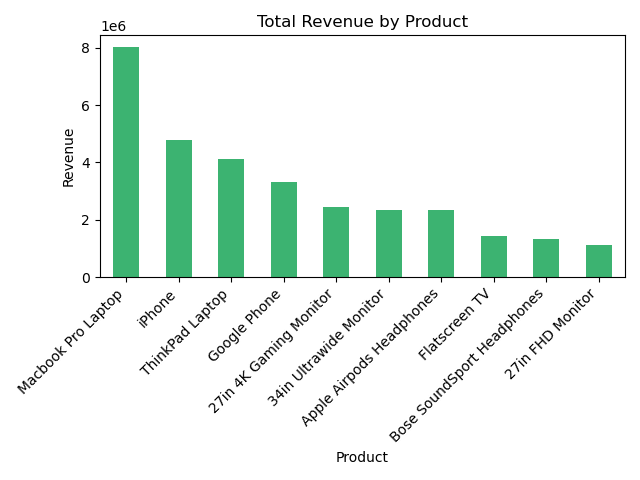 Total Revenue by Product
1e6
8
6
4
2
0
Revenue
Macbook Pro Laptop
iPhone
ThinkPad Laptop
Google Phone
27in 4K Gaming Monitor
34in Ultrawide Monitor
Apple Airpods Headphones
Flatscreen TV
Bose SoundSport Headphones
27in FHD Monitor
Product